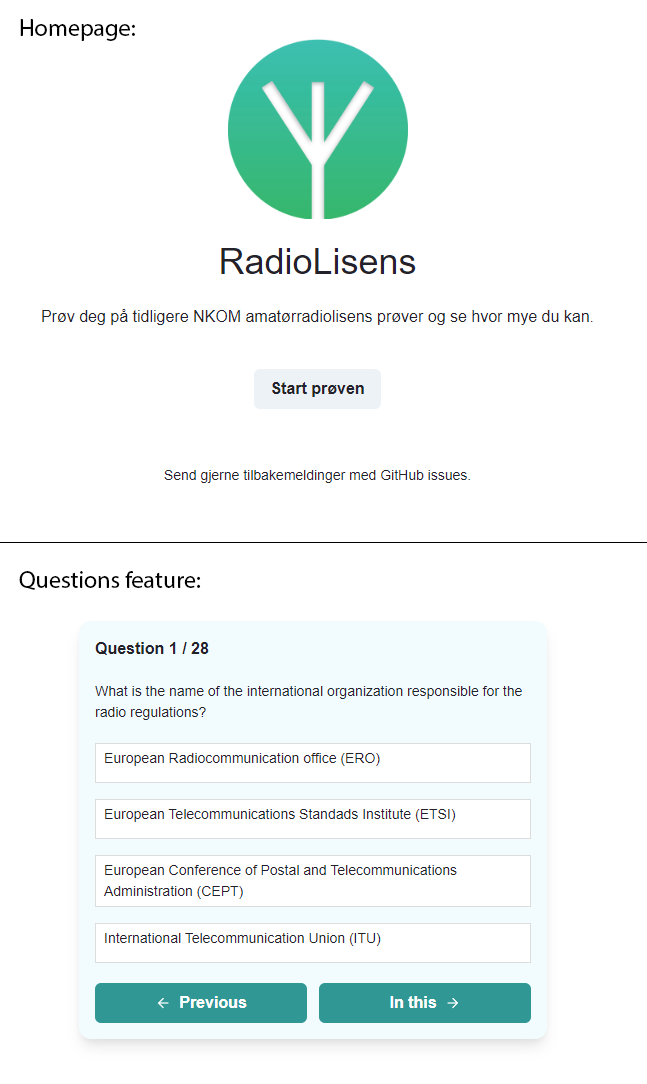 Homepage:
RadioLisens
Prøv deg på tidligere NKOM amatørradiolisens prøver og se hvor mye du kan.
Start prøven
Send gjerne tilbakemeldinger med GitHub issues.
Questions feature:
Question 1 / 28
What is the name of the international organization responsible for the
radio regulations?
European Radiocommunication office (ERO)
European Telecommunications Standads Institute (ETSI)
European Conference of Postal and Telecommunications
Administration (CEPT)
International Telecommunication Union (ITU)
← Previous
In this →